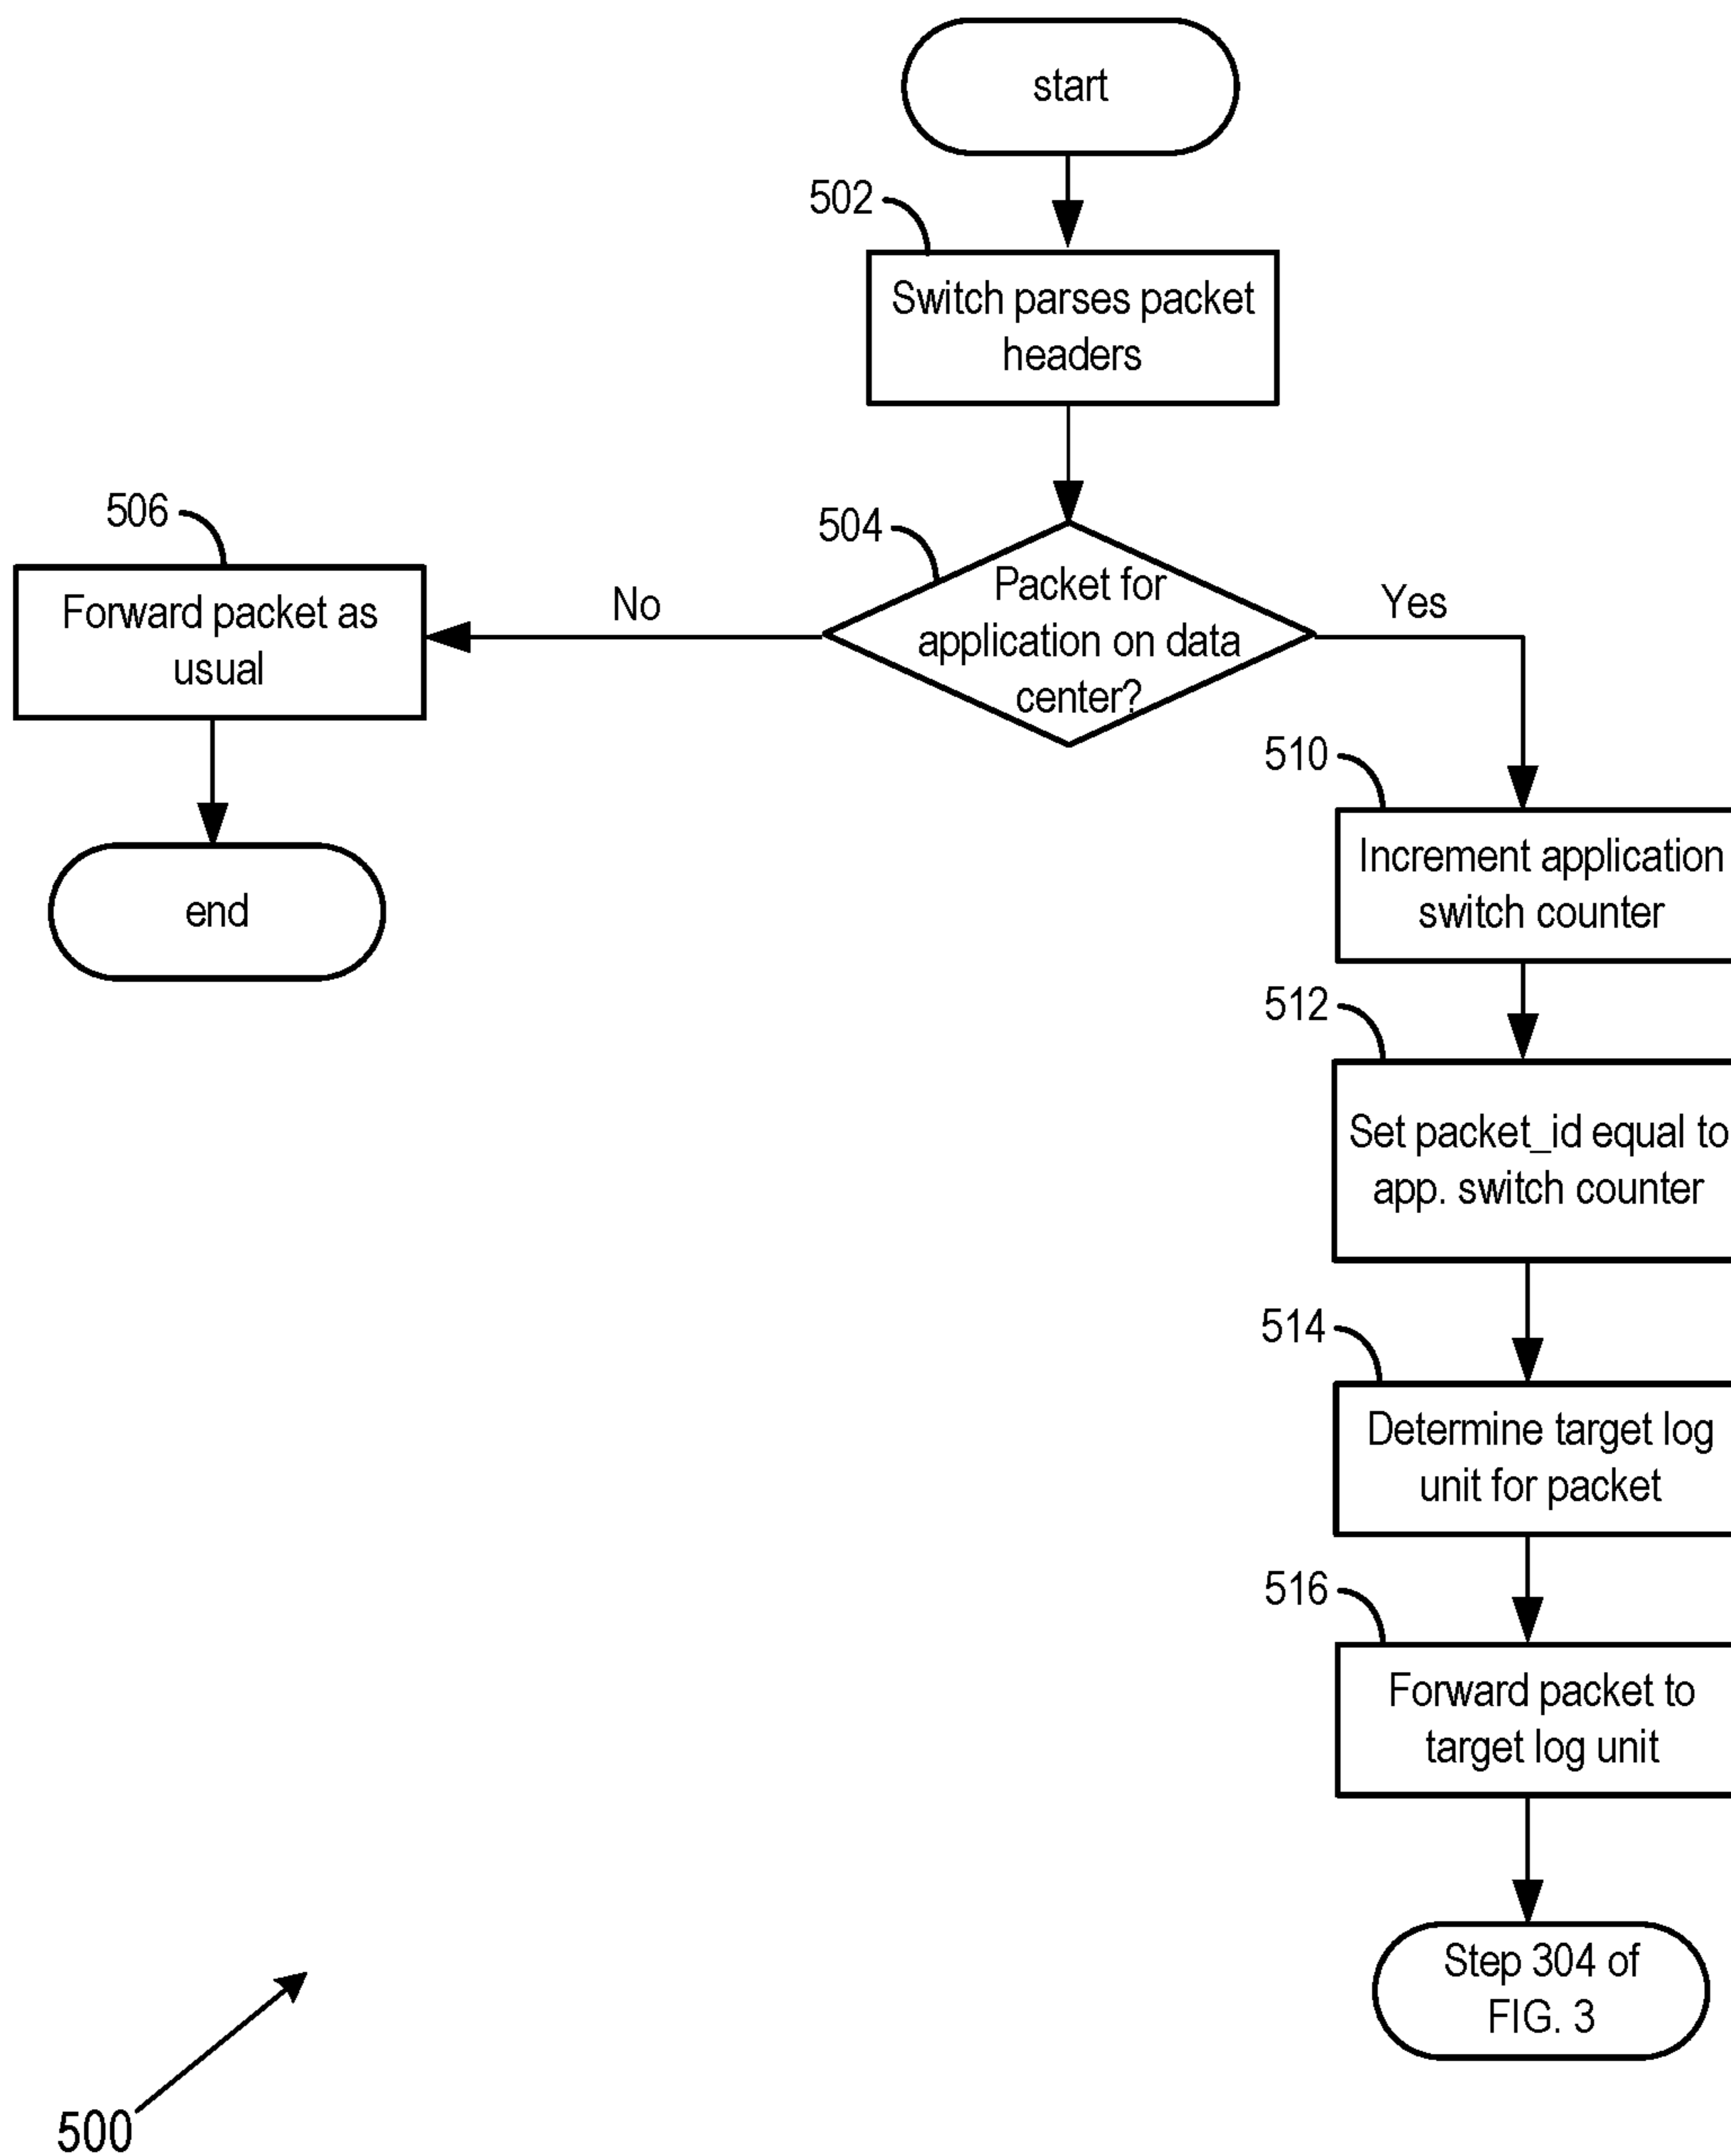 start
502
Switch parses packet
headers
504
Packet for
application on data
center?
No
Yes
506
Forward packet as
usual
end
510
Increment application
switch counter
512
Set packet_id equal to
app. switch counter
514
Determine target log
unit for packet
516
Forward packet to
target log unit
Step 304 of
FIG. 3
500